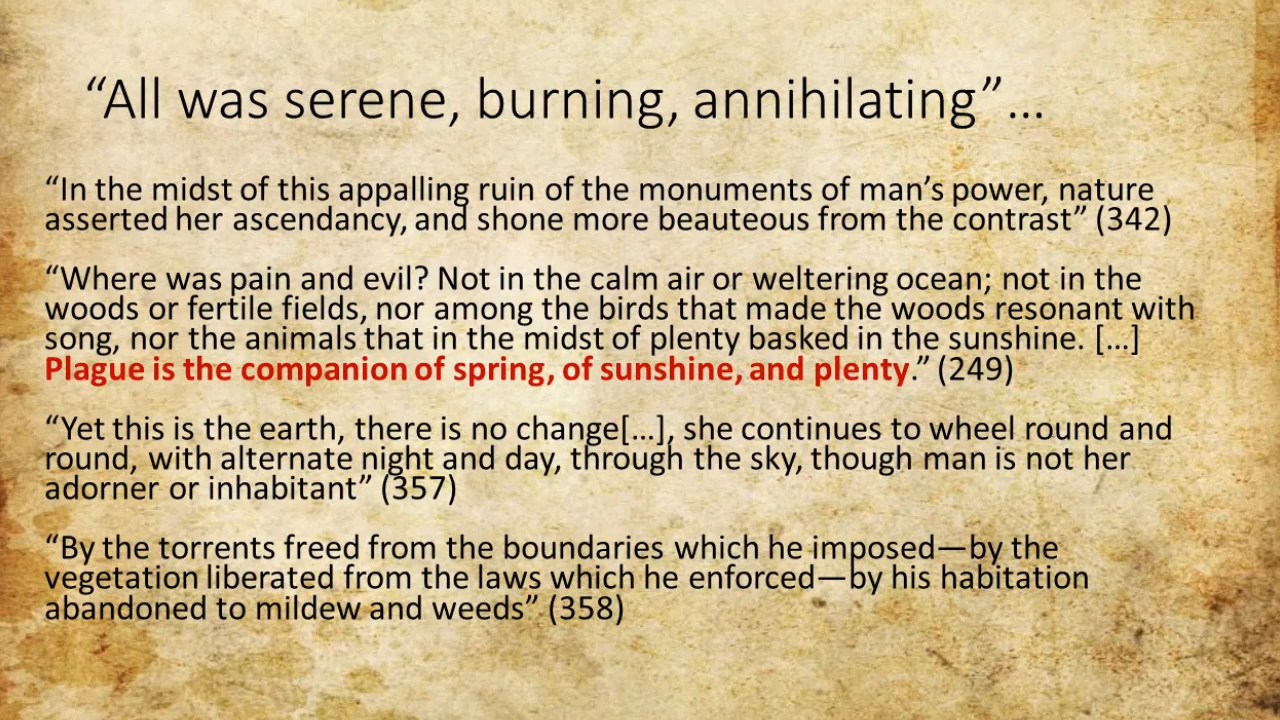 “All was serene, burning, annihilating”…
“In the midst of this appalling ruin of the monuments of man’s power, nature
asserted her ascendancy, and shone more beauteous from the contrast” (342)
“Where was pain and evil? Not in the calm air or weltering ocean; not in the
woods or fertile fields, nor among the birds that made the woods resonant with
song, nor the animals that in the midst of plenty basked in the sunshine. […]
Plague is the companion of spring, of sunshine, and plenty.” (249)
“Yet this is the earth, there is no change[…], she continues to wheel round and
round, with alternate night and day, through the sky, though man is not her
adorner or inhabitant” (357)
“By the torrents freed from the boundaries which he imposed—by the
vegetation liberated from the laws which he enforced—by his habitation
abandoned to mildew and weeds” (358)